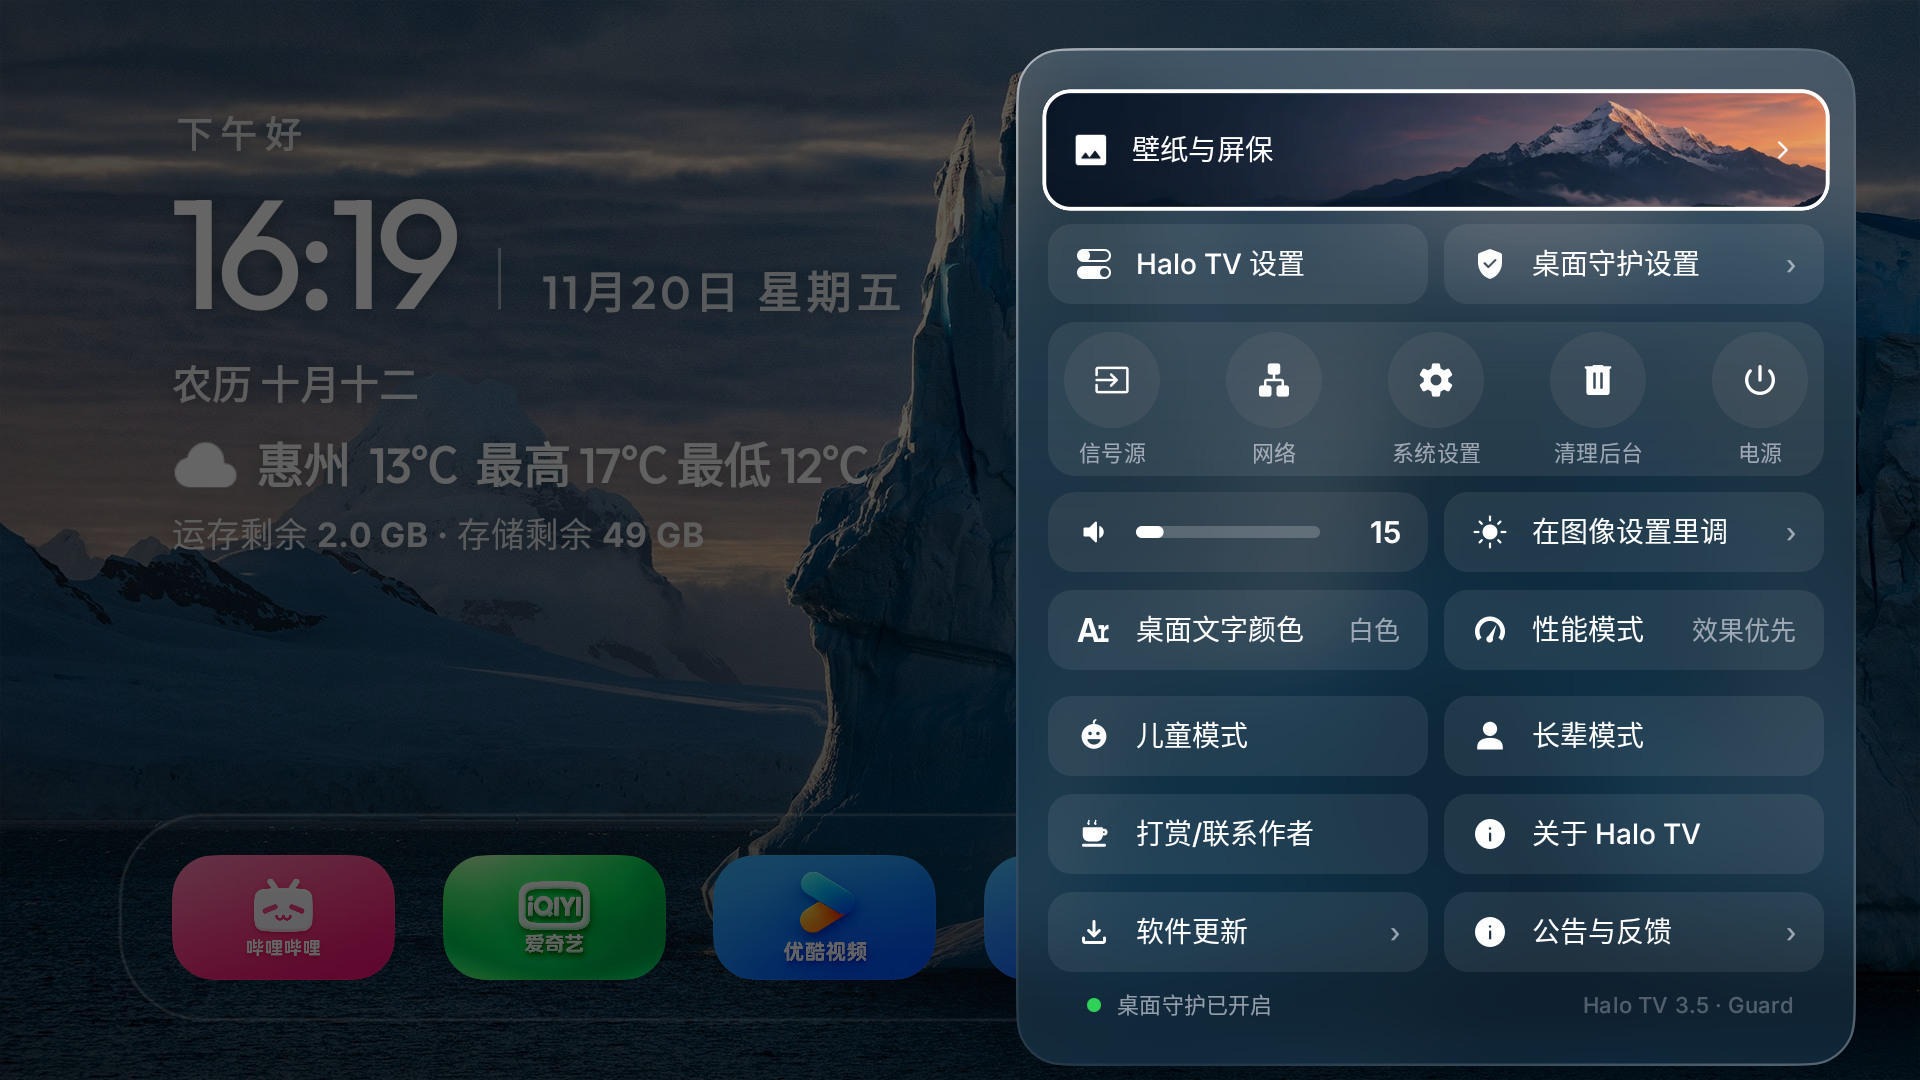 下午好
16:19
11月20日 星期五
农历 十月十二
惠州 13°C 最高 17°C 最低 12°C
运存剩余 2.0 GB · 存储剩余 49 GB
哔哩哔哩
iQIYI
爱奇艺
优酷视频
壁纸与屏保
Halo TV 设置
桌面守护设置
信号源
网络
系统设置
清理后台
电源
15
在图像设置里调
Ar 桌面文字颜色 白色
性能模式 效果优先
儿童模式
长辈模式
打赏/联系作者
关于 Halo TV
软件更新
公告与反馈
桌面守护已开启
Halo TV 3.5 · Guard